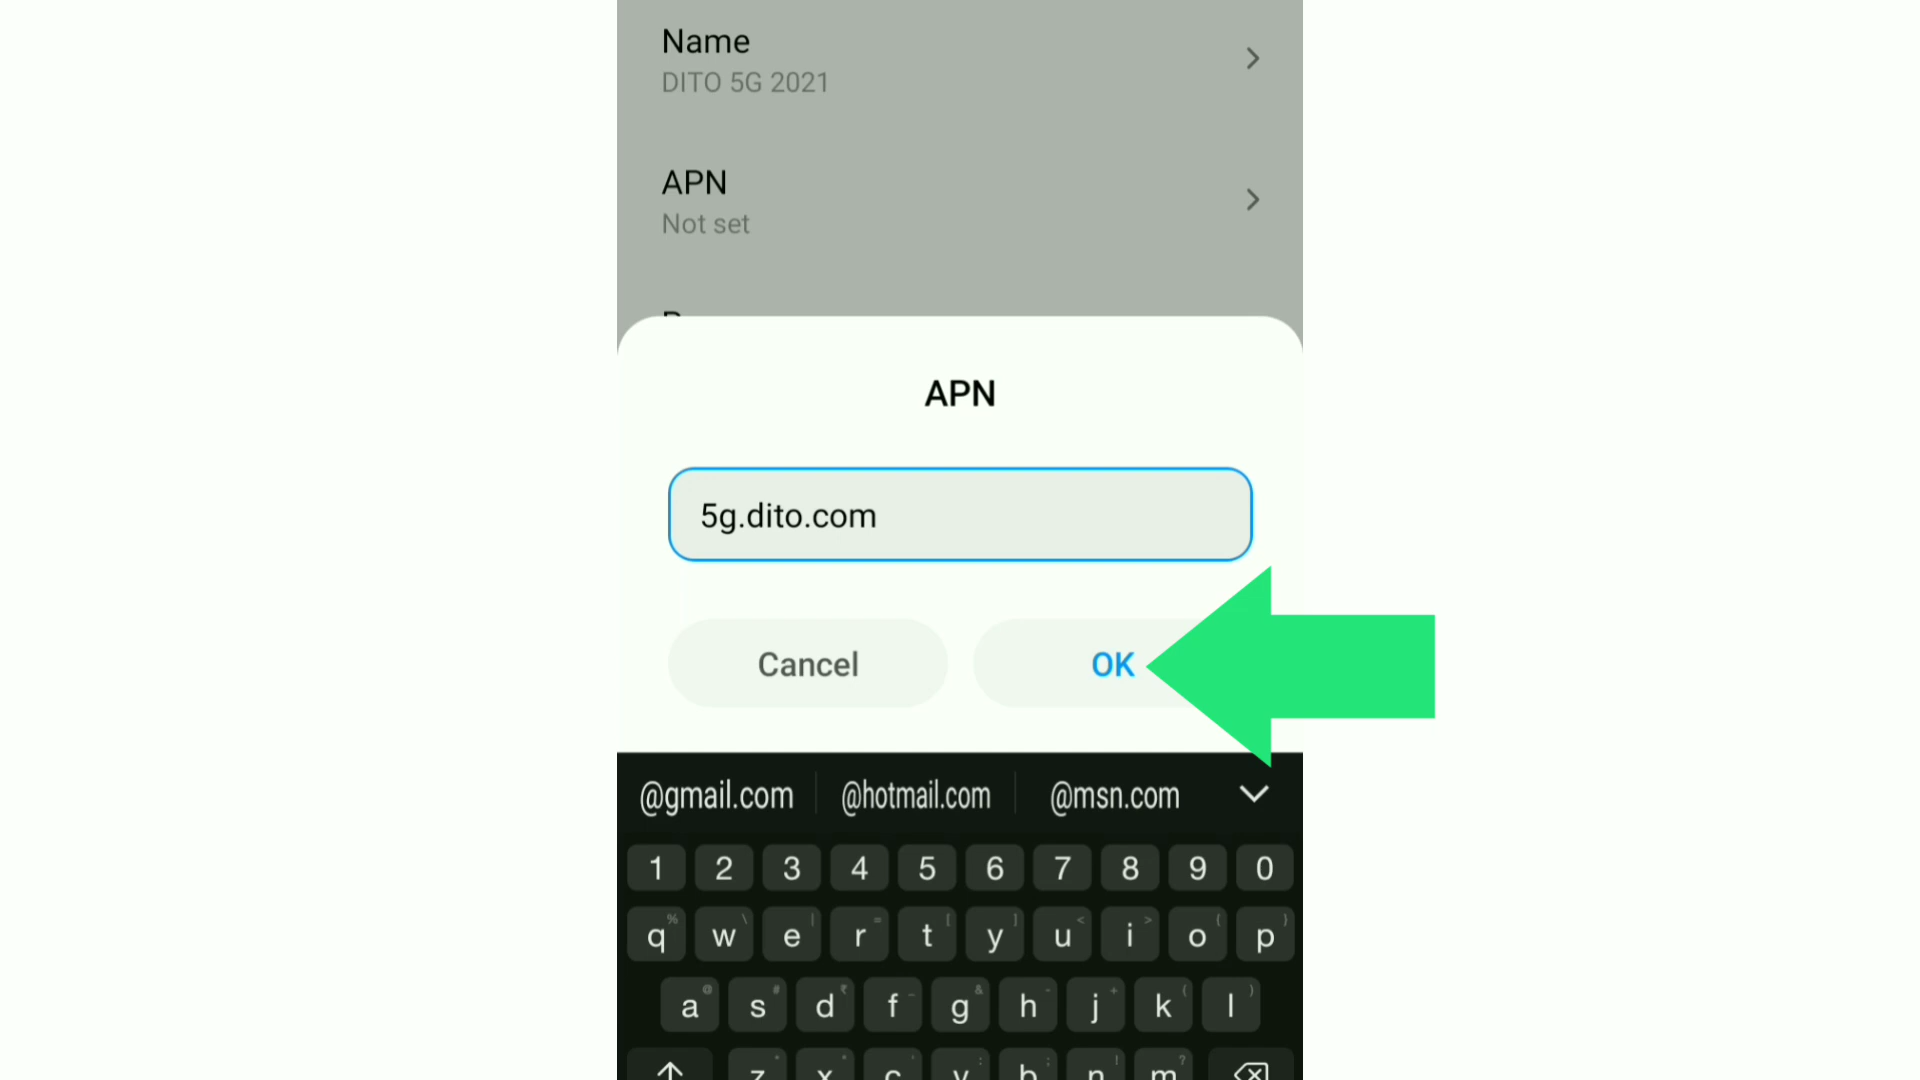 Name
DITO 5G 2021
APN
Not set
APN
5g.dito.com
Cancel OK
@gmail.com @hotmail.com @msn.com
1 2 3 4 5 6 7 8 9 0
q w e r t y u i o p
a s d f g h j k l
z x c v b n m